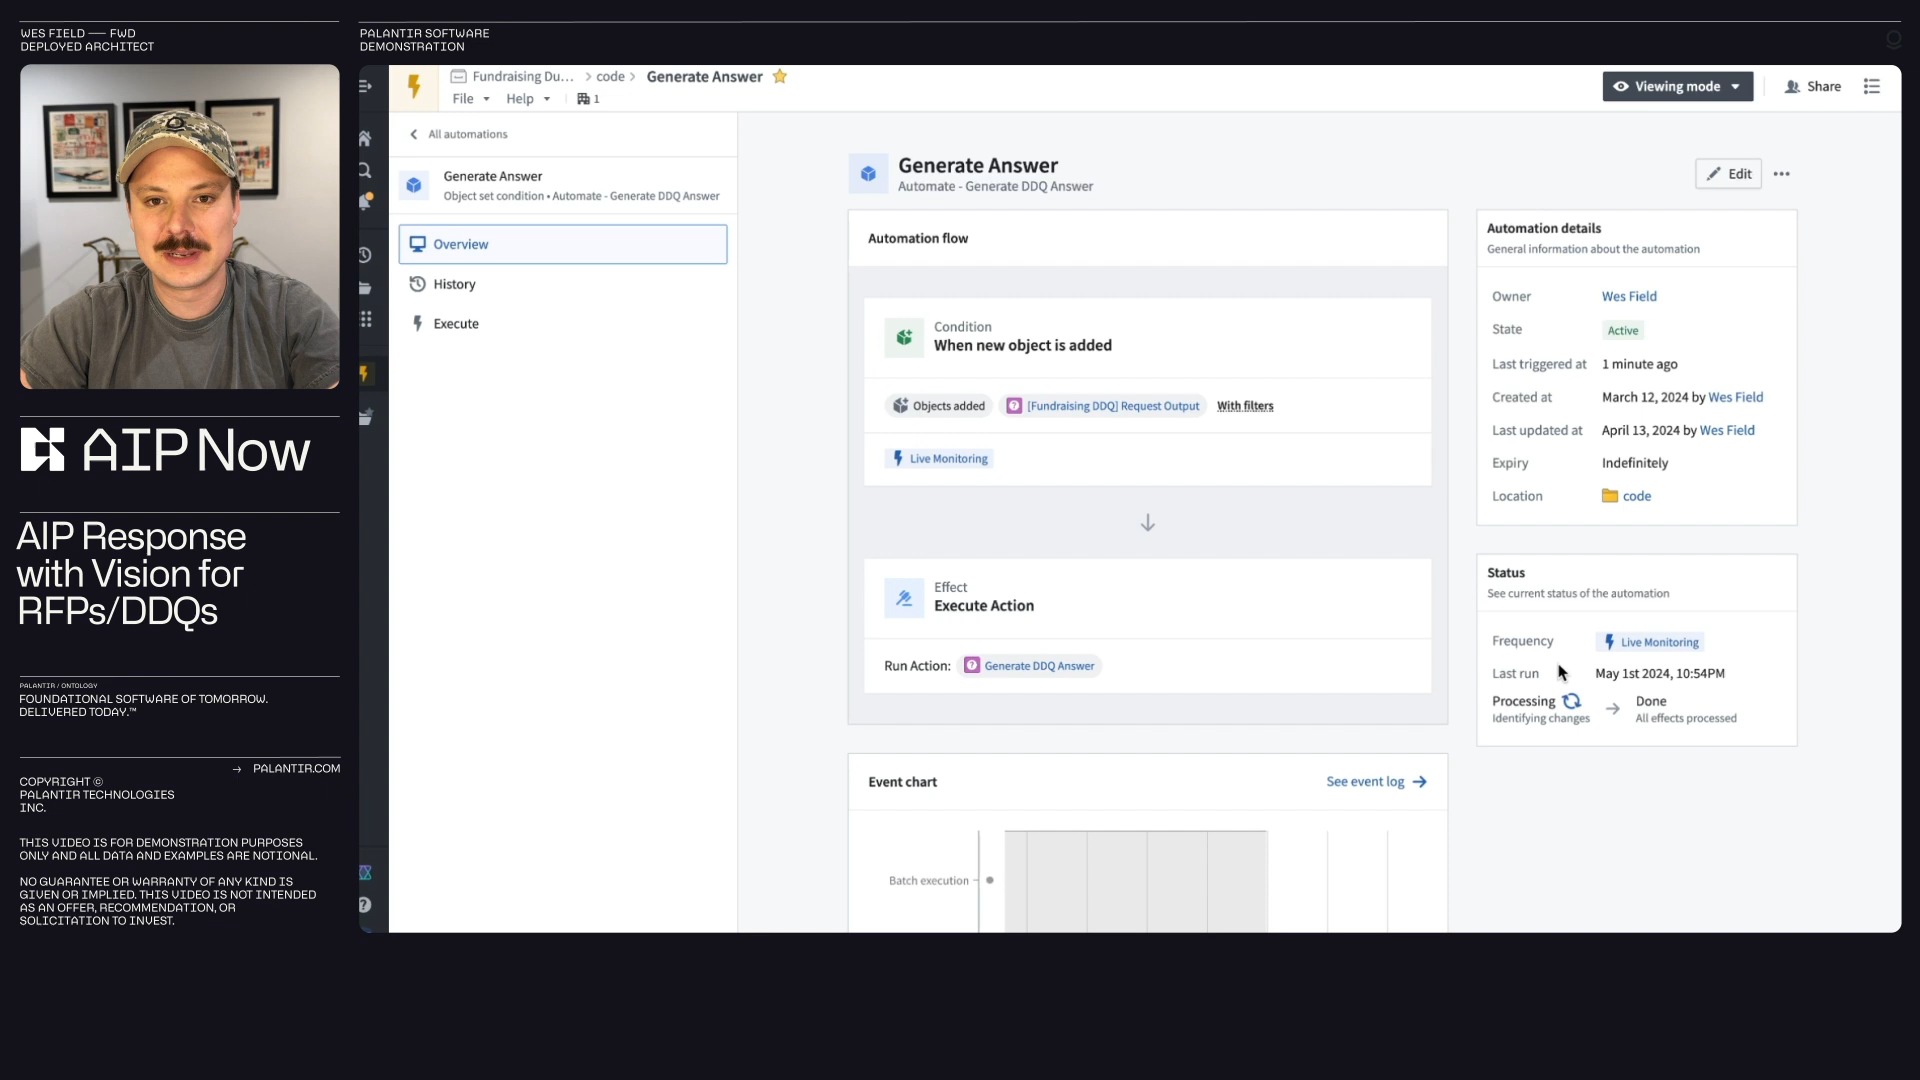 WES FIELD — FWD
DEPLOYED ARCHITECT
PALANTIR SOFTWARE
DEMONSTRATION
AIP Now
AIP Response
with Vision for
RFPs/DDQs
PALANTIR / ONTOLOGY
FOUNDATIONAL SOFTWARE OF TOMORROW.
DELIVERED TODAY.™
→ PALANTIR.COM
COPYRIGHT ©
PALANTIR TECHNOLOGIES
INC.
THIS VIDEO IS FOR DEMONSTRATION PURPOSES
ONLY AND ALL DATA AND EXAMPLES ARE NOTIONAL.
NO GUARANTEE OR WARRANTY OF ANY KIND IS
GIVEN OR IMPLIED. THIS VIDEO IS NOT INTENDED
AS AN OFFER, RECOMMENDATION, OR
SOLICITATION TO INVEST.
Fundraising Du... > code > Generate Answer
File Help 1
Viewing mode
Share
All automations
Generate Answer
Object set condition • Automate - Generate DDQ Answer
Overview
History
Execute
Generate Answer
Automate - Generate DDQ Answer
Edit
Automation flow
Condition
When new object is added
Objects added [Fundraising DDQ] Request Output With filters
Live Monitoring
Effect
Execute Action
Run Action: Generate DDQ Answer
Event chart
See event log
Batch execution
Automation details
General information about the automation
Owner Wes Field
State Active
Last triggered at 1 minute ago
Created at March 12, 2024 by Wes Field
Last updated at April 13, 2024 by Wes Field
Expiry Indefinitely
Location code
Status
See current status of the automation
Frequency Live Monitoring
Last run May 1st 2024, 10:54PM
Processing → Done
Identifying changes All effects processed